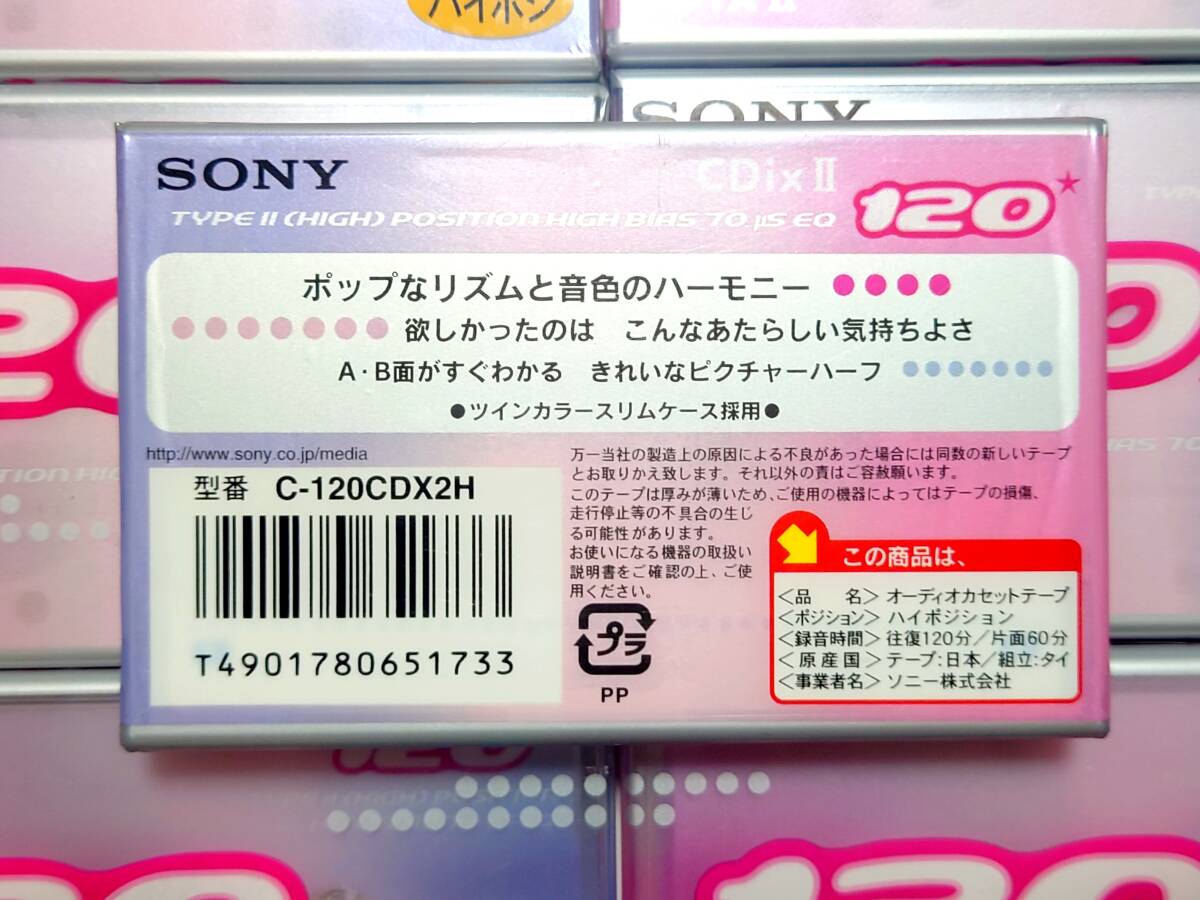 ハイポジ
SONY
SONY
CDixⅡ
120
TYPE Ⅱ (HIGH) POSITION HIGH BIAS 70 μS EQ
ポップなリズムと音色のハーモニー
欲しかったのは　こんなあたらしい気持ちよさ
A・B面がすぐわかる　きれいなピクチャーハーフ
●ツインカラースリムケース採用●
http://www.sony.co.jp/media
型番　C-120CDX2H
T4901780651733
万一当社の製造上の原因による不良があった場合には同数の新しいテープ
とお取りかえ致します。それ以外の責はご容赦願います。
このテープは厚みが薄いため、ご使用の機器によってはテープの損傷、
走行停止等の不具合の生じ
る可能性があります。
お使いになる機器の取扱い
説明書をご確認の上、ご使
用ください。
プラ
PP
この商品は、
<品　　名> オーディオカセットテープ
<ポジション> ハイポジション
<録音時間> 往復120分／片面60分
<原産国> テープ:日本／組立:タイ
<事業者名> ソニー株式会社
120
120